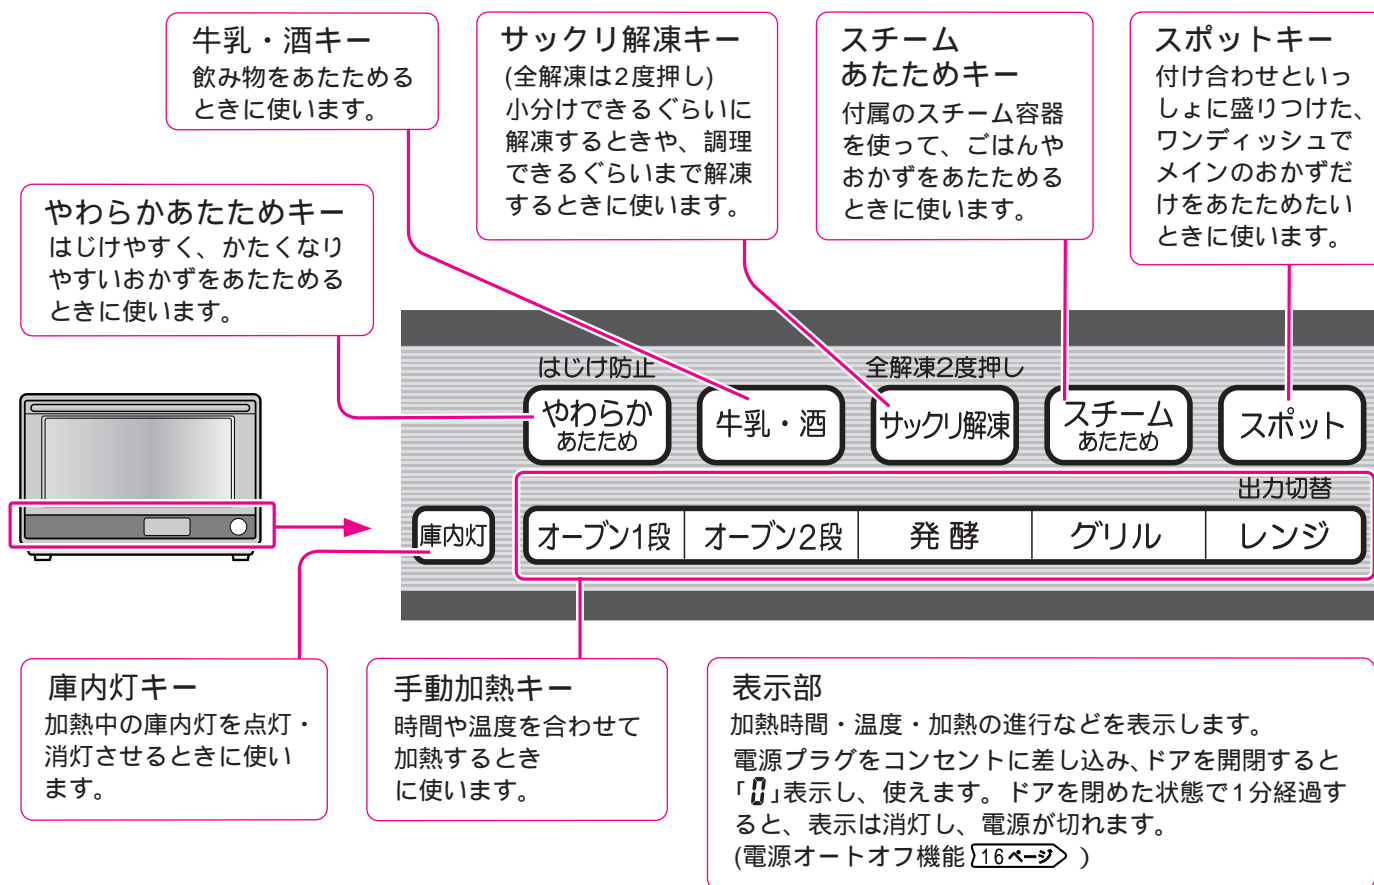 牛乳・酒キー
飲み物をあたためる
ときに使います。
サックリ解凍キー
(全解凍は2度押し)
小分けできるぐらいに
解凍するときや、調理
できるぐらいまで解凍
するときに使います。
スチーム
あたためキー
付属のスチーム容器
を使って、ごはんや
おかずをあたためる
ときに使います。
スポットキー
付け合わせといっ
しょに盛りつけた、
ワンディッシュで
メインのおかずだ
けをあたためたい
ときに使います。
やわらかあたためキー
はじけやすく、かたくなり
やすいおかずをあたためる
ときに使います。
はじけ防止
全解凍2度押し
やわらか
あたため
牛乳・酒
サックリ解凍
スチーム
あたため
スポット
出力切替
庫内灯
オーブン1段
オーブン2段
発酵
グリル
レンジ
庫内灯キー
加熱中の庫内灯を点灯・
消灯させるときに使い
ます。
手動加熱キー
時間や温度を合わせて
加熱するとき
に使います。
表示部
加熱時間・温度・加熱の進行などを表示します。
電源プラグをコンセントに差し込み、ドアを開閉すると
「0」表示し、使えます。ドアを閉めた状態で1分経過す
ると、表示は消灯し、電源が切れます。
(電源オートオフ機能 16ページ )